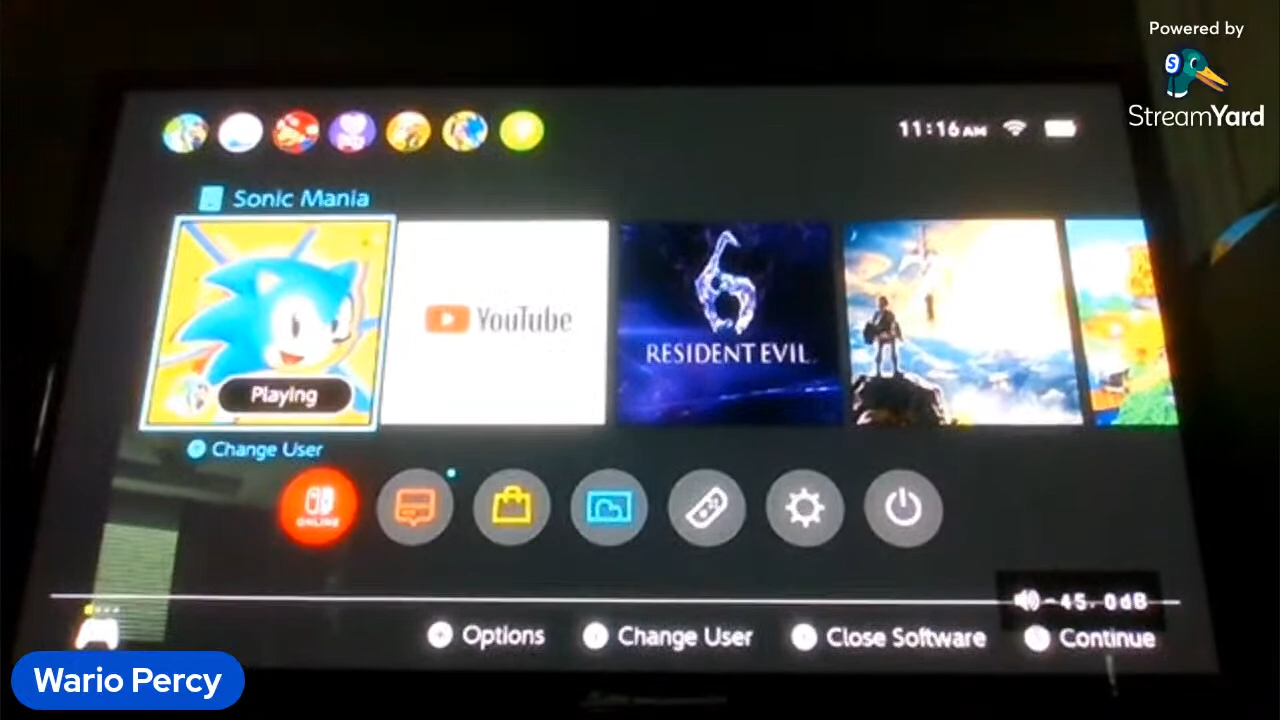 Powered by
StreamYard
11:16 AM
Sonic Mania
YouTube
6
RESIDENT EVIL
Playing
Change User
ONLINE
-45.0dB
Options
Change User
Close Software
Continue
Wario Percy